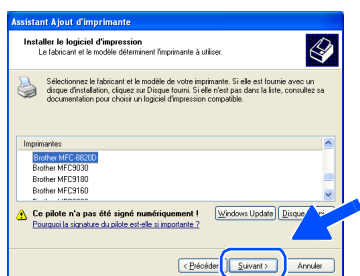 Assistant Ajout d'imprimante
Installer le logiciel d'impression
Le fabricant et le modèle déterminent l'imprimante à utiliser.
Sélectionnez le fabricant et le modèle de votre imprimante. Si elle est fournie avec un
disque d'installation, cliquez sur Disque fourni. Si elle n'est pas dans la liste, consultez sa
documentation pour choisir un logiciel d'impression compatible.
Imprimantes
Brother MFC-8820D
Brother MFC9030
Brother MFC9180
Brother MFC9160
Ce pilote n'a pas été signé numériquement !
Windows Update
Disque
Pourquoi la signature du pilote est-elle si importante ?
< Précédent
Suivant >
Annuler